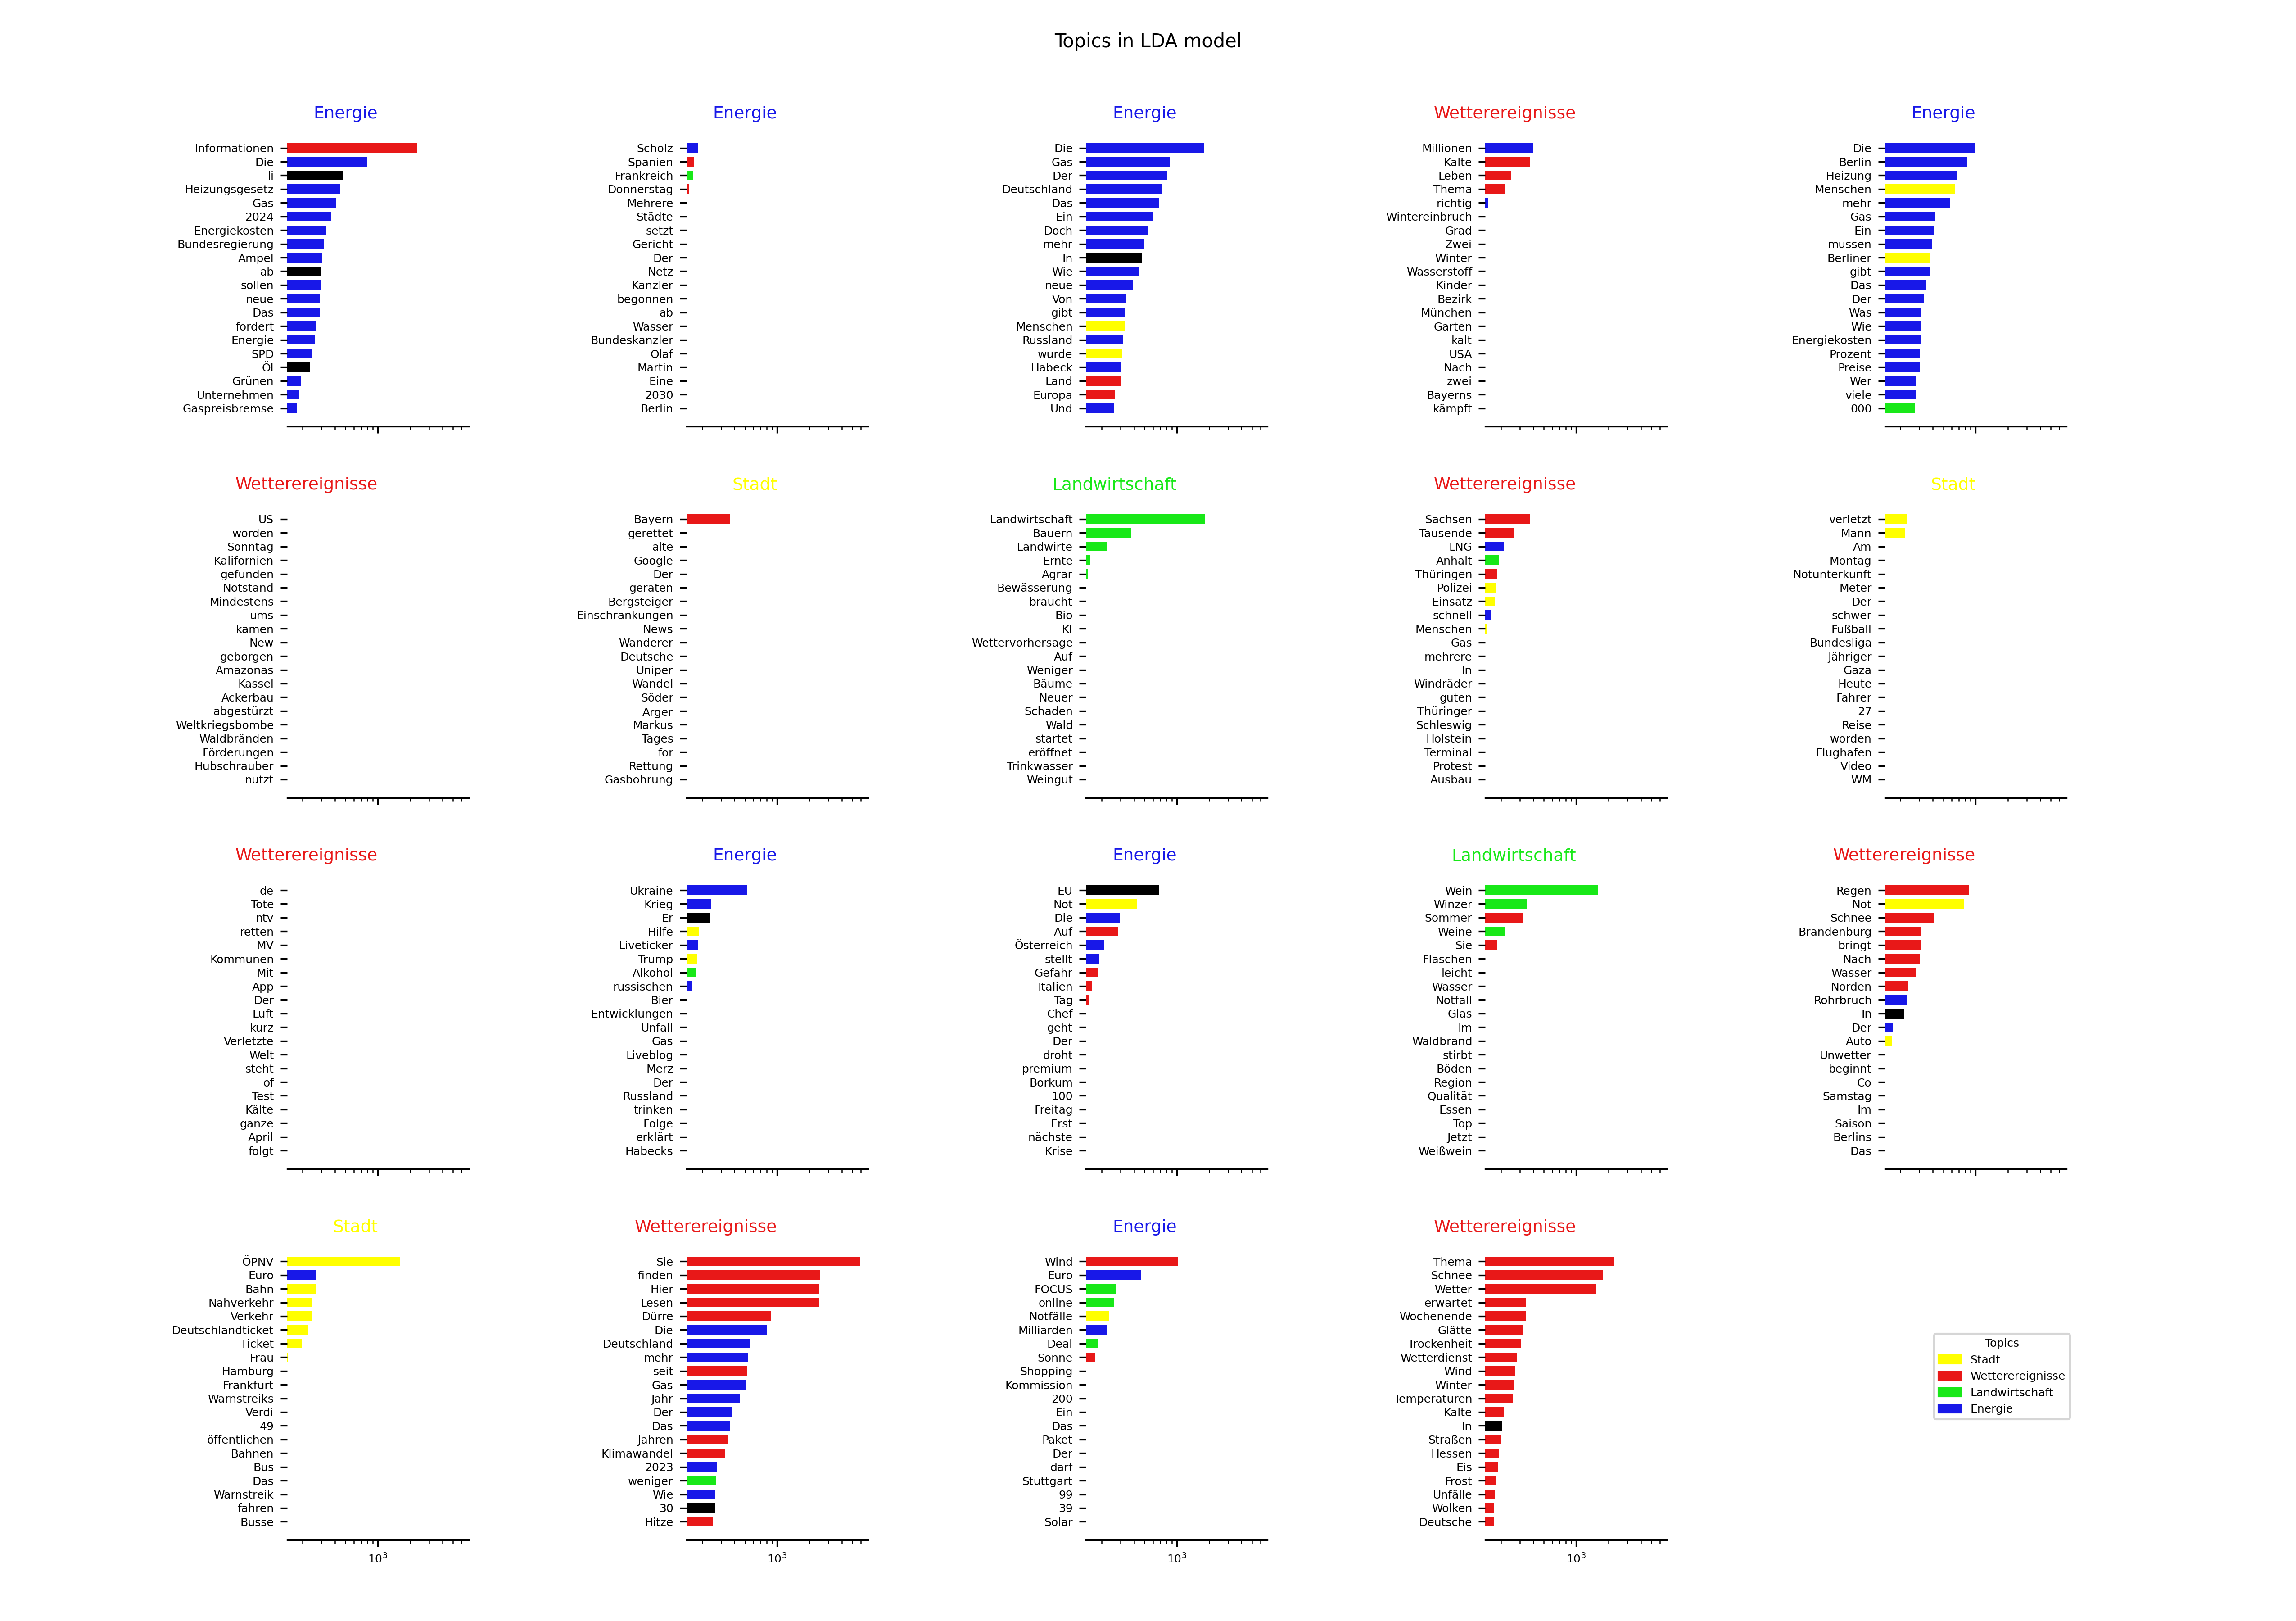 Topics in LDA model
Energie
Informationen
Die
li
Heizungsgesetz
Gas
2024
Energiekosten
Bundesregierung
Ampel
ab
sollen
neue
Das
fordert
Energie
SPD
Öl
Grünen
Unternehmen
Gaspreisbremse
Energie
Scholz
Spanien
Frankreich
Donnerstag
Mehrere
Städte
setzt
Gericht
Der
Netz
Kanzler
begonnen
ab
Wasser
Bundeskanzler
Olaf
Martin
Eine
2030
Berlin
Energie
Die
Gas
Der
Deutschland
Das
Ein
Doch
mehr
In
Wie
neue
Von
gibt
Menschen
Russland
wurde
Habeck
Land
Europa
Und
Wetterereignisse
Millionen
Kälte
Leben
Thema
richtig
Wintereinbruch
Grad
Zwei
Winter
Wasserstoff
Kinder
Bezirk
München
Garten
kalt
USA
Nach
zwei
Bayerns
kämpft
Energie
Die
Berlin
Heizung
Menschen
mehr
Gas
Ein
müssen
Berliner
gibt
Das
Der
Was
Wie
Energiekosten
Prozent
Preise
Wer
viele
000
Wetterereignisse
US
worden
Sonntag
Kalifornien
gefunden
Notstand
Mindestens
ums
kamen
New
geborgen
Amazonas
Kassel
Ackerbau
abgestürzt
Weltkriegsbombe
Waldbränden
Förderungen
Hubschrauber
nutzt
Stadt
Bayern
gerettet
alte
Google
Der
geraten
Bergsteiger
Einschränkungen
News
Wanderer
Deutsche
Uniper
Wandel
Söder
Ärger
Markus
Tages
for
Rettung
Gasbohrung
Landwirtschaft
Landwirtschaft
Bauern
Landwirte
Ernte
Agrar
Bewässerung
braucht
Bio
KI
Wettervorhersage
Auf
Weniger
Bäume
Neuer
Schaden
Wald
startet
eröffnet
Trinkwasser
Weingut
Wetterereignisse
Sachsen
Tausende
LNG
Anhalt
Thüringen
Polizei
Einsatz
schnell
Menschen
Gas
mehrere
In
Windräder
guten
Thüringer
Schleswig
Holstein
Terminal
Protest
Ausbau
Stadt
verletzt
Mann
Am
Montag
Notunterkunft
Meter
Der
schwer
Fußball
Bundesliga
Jähriger
Gaza
Heute
Fahrer
27
Reise
worden
Flughafen
Video
WM
Wetterereignisse
de
Tote
ntv
retten
MV
Kommunen
Mit
App
Der
Luft
kurz
Verletzte
Welt
steht
of
Test
Kälte
ganze
April
folgt
Energie
Ukraine
Krieg
Er
Hilfe
Liveticker
Trump
Alkohol
russischen
Bier
Entwicklungen
Unfall
Gas
Liveblog
Merz
Der
Russland
trinken
Folge
erklärt
Habecks
Energie
EU
Not
Die
Auf
Österreich
stellt
Gefahr
Italien
Tag
Chef
geht
Der
droht
premium
Borkum
100
Freitag
Erst
nächste
Krise
Landwirtschaft
Wein
Winzer
Sommer
Weine
Sie
Flaschen
leicht
Wasser
Notfall
Glas
Im
Waldbrand
stirbt
Böden
Region
Qualität
Essen
Top
Jetzt
Weißwein
Wetterereignisse
Regen
Not
Schnee
Brandenburg
bringt
Nach
Wasser
Norden
Rohrbruch
In
Der
Auto
Unwetter
beginnt
Co
Samstag
Im
Saison
Berlins
Das
Stadt
ÖPNV
Euro
Bahn
Nahverkehr
Verkehr
Deutschlandticket
Ticket
Frau
Hamburg
Frankfurt
Warnstreiks
Verdi
49
öffentlichen
Bahnen
Bus
Das
Warnstreik
fahren
Busse
10³
Wetterereignisse
Sie
finden
Hier
Lesen
Dürre
Die
Deutschland
mehr
seit
Gas
Jahr
Der
Das
Jahren
Klimawandel
2023
weniger
Wie
30
Hitze
10³
Energie
Wind
Euro
FOCUS
online
Notfälle
Milliarden
Deal
Sonne
Shopping
Kommission
200
Ein
Das
Paket
Der
darf
Stuttgart
99
39
Solar
10³
Wetterereignisse
Thema
Schnee
Wetter
erwartet
Wochenende
Glätte
Trockenheit
Wetterdienst
Wind
Winter
Temperaturen
Kälte
In
Straßen
Hessen
Eis
Frost
Unfälle
Wolken
Deutsche
10³
Topics
Stadt
Wetterereignisse
Landwirtschaft
Energie